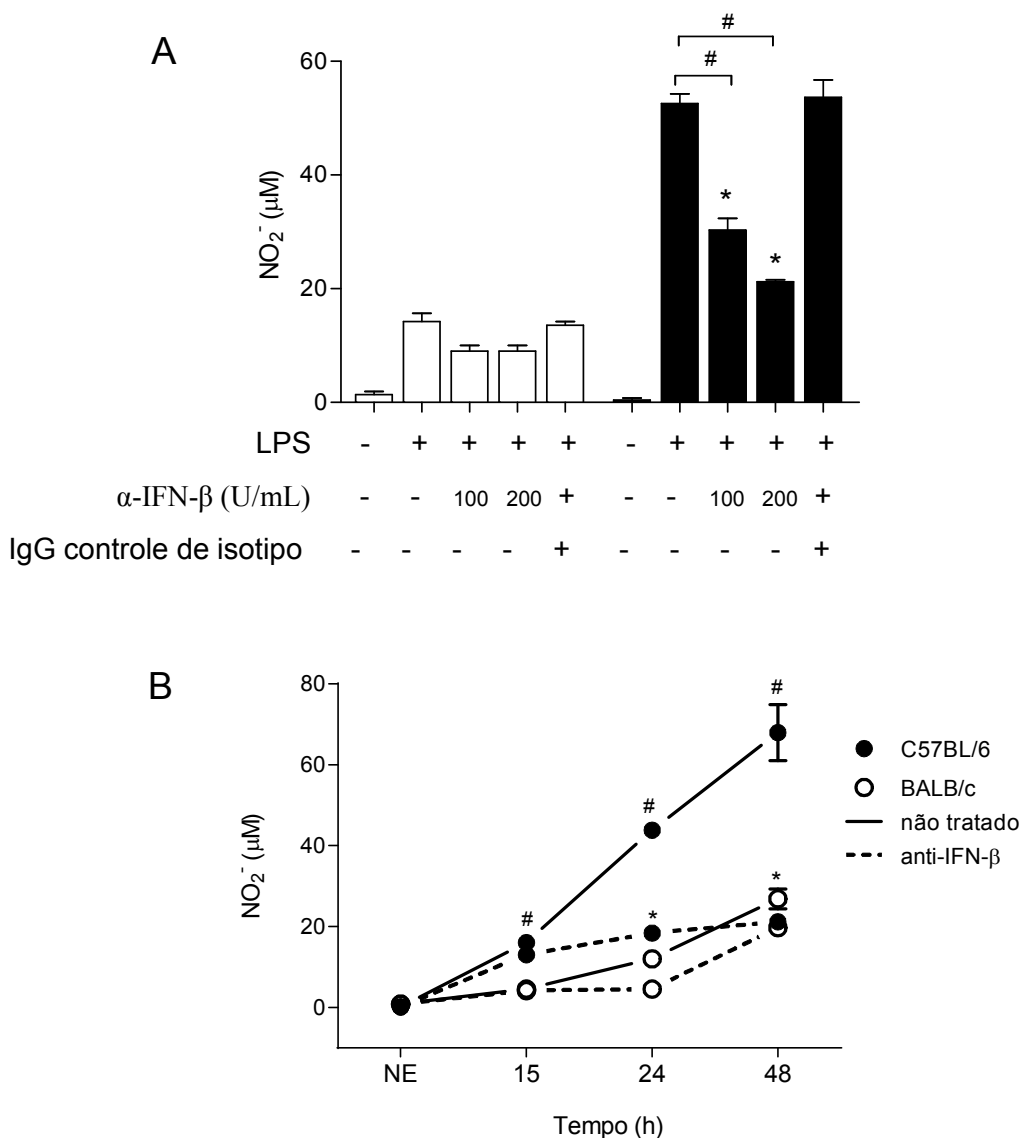 A
#
#
60
40
20
0
NO₂⁻ (μM)
*
*
LPS - + + + + - + + + +
α-IFN-β (U/mL) - - 100 200 + - - 100 200 +
IgG controle de isotipo - - - - + - - - - +
B
80
60
40
20
0
NO₂⁻ (μM)
#
#
#
*
*
C57BL/6
BALB/c
não tratado
anti-IFN-β
NE 15 24 48
Tempo (h)